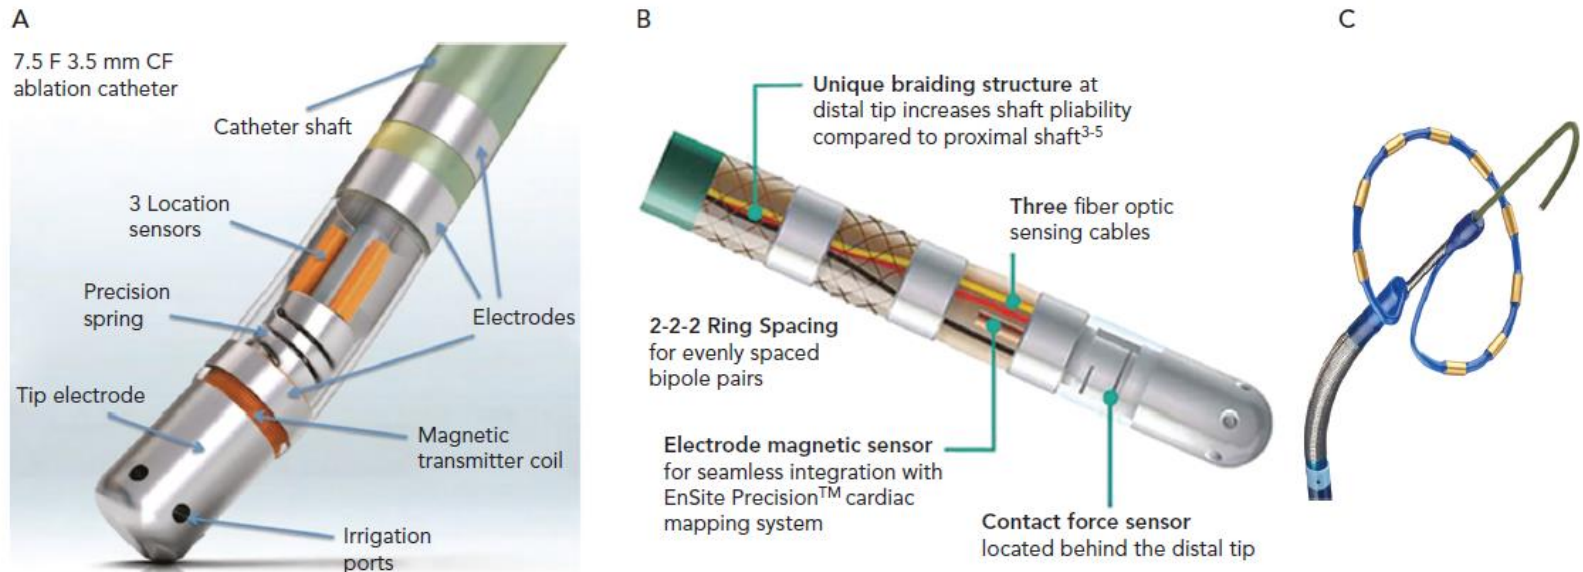 A
7.5 F 3.5 mm CF
ablation catheter
Catheter shaft
3 Location
sensors
Precision
spring
Electrodes
Tip electrode
Magnetic
transmitter coil
Irrigation
ports
B
Unique braiding structure at
distal tip increases shaft pliability
compared to proximal shaft3-5
Three fiber optic
sensing cables
2-2-2 Ring Spacing
for evenly spaced
bipole pairs
Electrode magnetic sensor
for seamless integration with
EnSite Precision™ cardiac
mapping system
Contact force sensor
located behind the distal tip
C